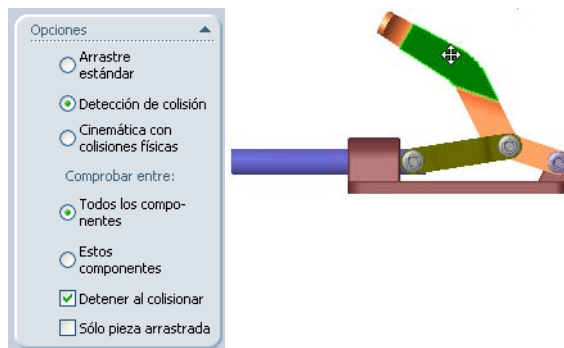 Opciones
Arrastre
estándar
Detección de colisión
Cinemática con
colisiones físicas
Comprobar entre:
Todos los compo-
nentes
Estos
componentes
Detener al colisionar
Sólo pieza arrastrada